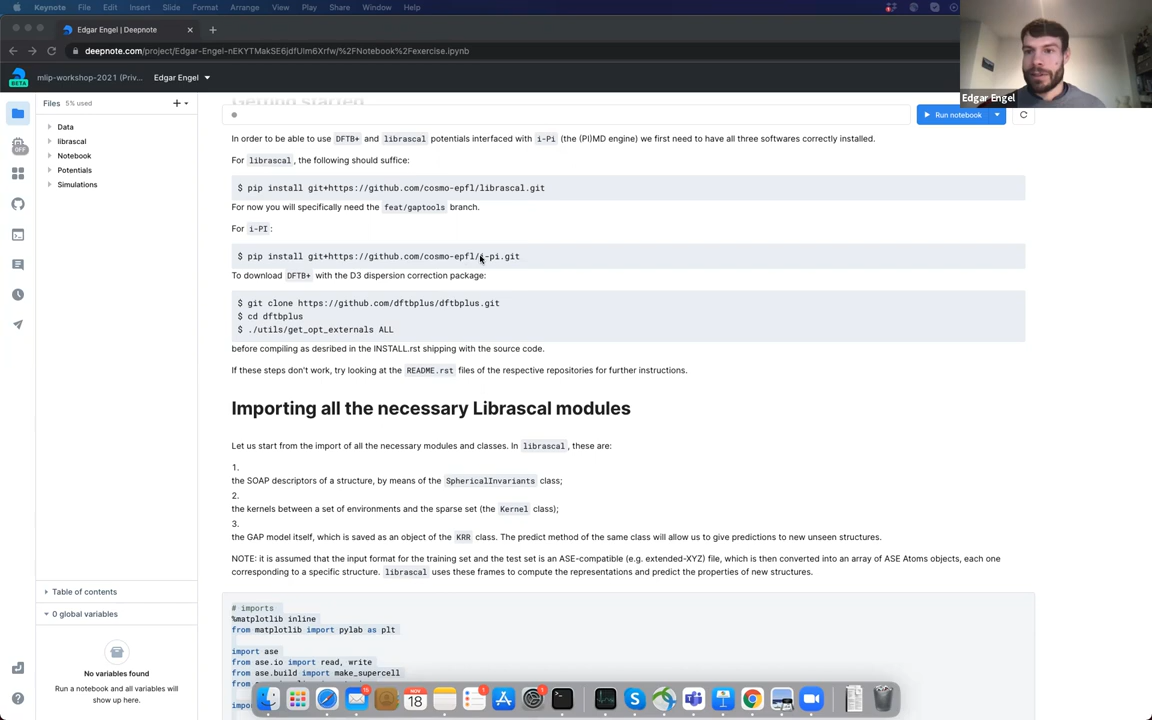 Keynote File Edit Insert Slide Format Arrange View Play Share Window Help
Edgar Engel | Deepnote
deepnote.com/project/Edgar-Engel-nEKYTMakSE6jdfUlm6Xrfw/%2FNotebook%2Fexercise.ipynb
Edgar Engel
BETA
mlip-workshop-2021 (Priv... Edgar Engel
Files 5% used
Getting started
Run notebook
Data
librascal
Notebook
Potentials
Simulations
OFF
In order to be able to use DFTB+ and librascal potentials interfaced with i-Pi (the (PI)MD engine) we first need to have all three softwares correctly installed.
For librascal , the following should suffice:
$ pip install git+https://github.com/cosmo-epfl/librascal.git
For now you will specifically need the feat/gaptools branch.
For i-PI :
$ pip install git+https://github.com/cosmo-epfl/i-pi.git
To download DFTB+ with the D3 dispersion correction package:
$ git clone https://github.com/dftbplus/dftbplus.git
$ cd dftbplus
$ ./utils/get_opt_externals ALL
before compiling as desribed in the INSTALL.rst shipping with the source code.
If these steps don't work, try looking at the README.rst files of the respective repositories for further instructions.
Importing all the necessary Librascal modules
Let us start from the import of all the necessary modules and classes. In librascal , these are:
1.
the SOAP descriptors of a structure, by means of the SphericalInvariants class;
2.
the kernels between a set of environments and the sparse set (the Kernel class);
3.
the GAP model itself, which is saved as an object of the KRR class. The predict method of the same class will allow us to give predictions to new unseen structures.
NOTE: it is assumed that the input format for the training set and the test set is an ASE-compatible (e.g. extended-XYZ) file, which is then converted into an array of ASE Atoms objects, each one
corresponding to a specific structure. librascal uses these frames to compute the representations and predict the properties of new structures.
# imports
%matplotlib inline
from matplotlib import pylab as plt
import ase
from ase.io import read, write
from ase.build import make_supercell
Table of contents
0 global variables
No variables found
Run a notebook and all variables will
show up here.
NOV
18